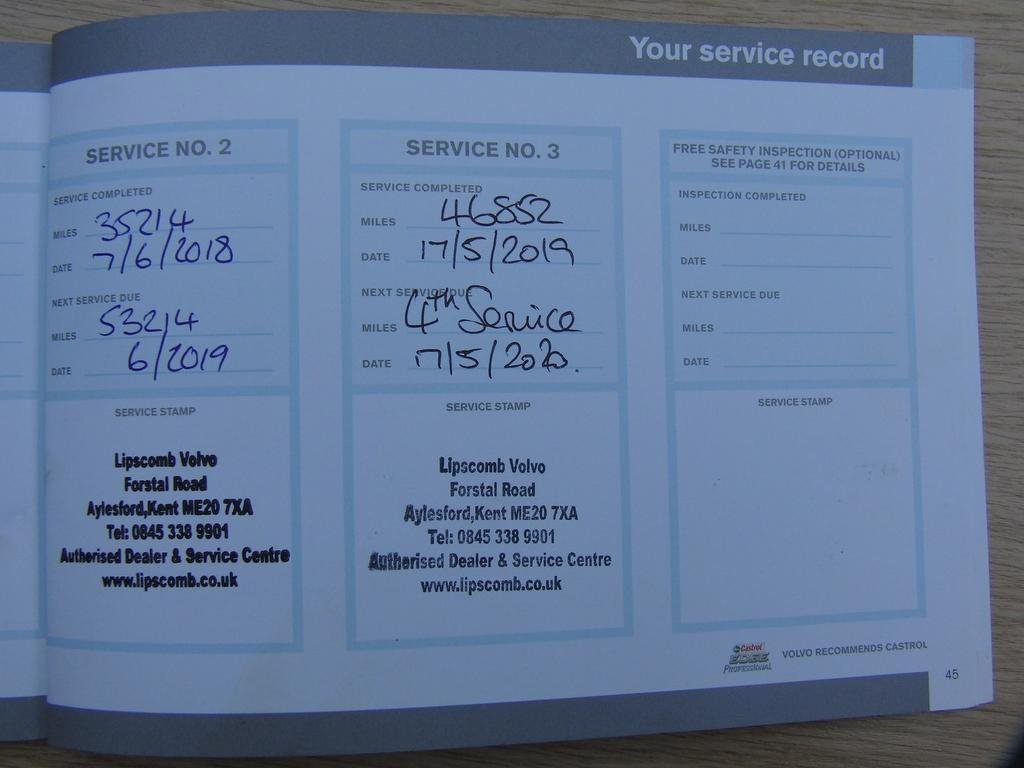 Your service record
SERVICE NO. 2
SERVICE COMPLETED
MILES 35214
DATE 7/6/2018
NEXT SERVICE DUE
MILES 53214
DATE 6/2019
SERVICE STAMP
Lipscomb Volvo
Forstal Road
Aylesford,Kent ME20 7XA
Tel: 0845 338 9901
Authorised Dealer & Service Centre
www.lipscomb.co.uk
SERVICE NO. 3
SERVICE COMPLETED
MILES 46852
DATE 17/5/2019
NEXT SERVICE DUE
MILES 4th Service
DATE 17/5/2020.
SERVICE STAMP
Lipscomb Volvo
Forstal Road
Aylesford,Kent ME20 7XA
Tel: 0845 338 9901
Authorised Dealer & Service Centre
www.lipscomb.co.uk
FREE SAFETY INSPECTION (OPTIONAL)
SEE PAGE 41 FOR DETAILS
INSPECTION COMPLETED
MILES
DATE
NEXT SERVICE DUE
MILES
DATE
SERVICE STAMP
Castrol
EDGE
PROFESSIONAL
VOLVO RECOMMENDS CASTROL
45